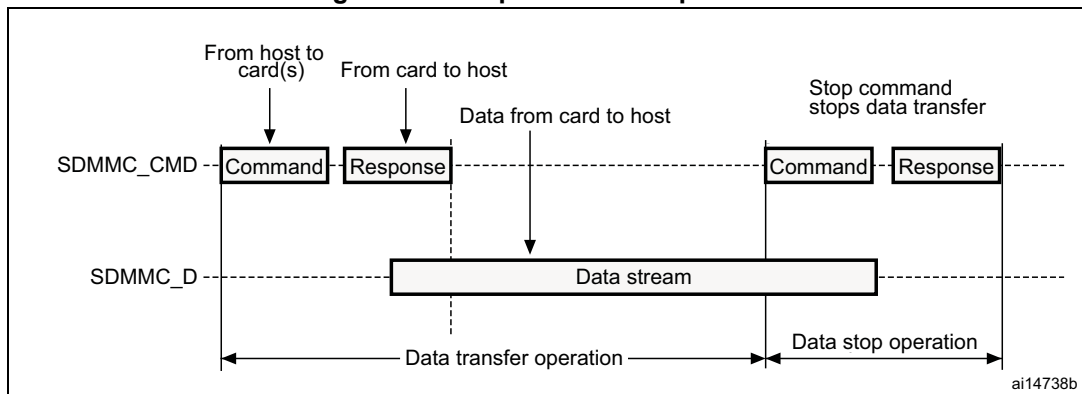 From host to
card(s)
From card to host
Data from card to host
Stop command
stops data transfer
SDMMC_CMD
Command
Response
Command
Response
SDMMC_D
Data stream
Data transfer operation
Data stop operation
ai14738b